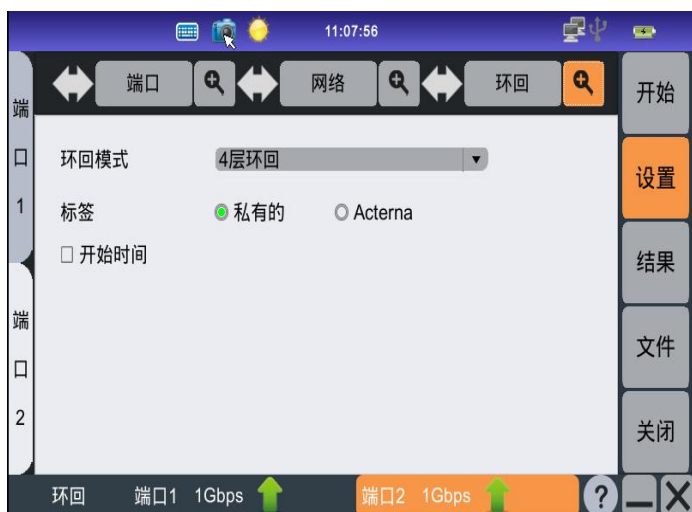 11:07:56
端口
网络
环回
开始
设置
结果
文件
关闭
端口1
端口2
环回模式
4层环回
标签
私有的
Acterna
开始时间
环回
端口1 1Gbps
端口2 1Gbps
?